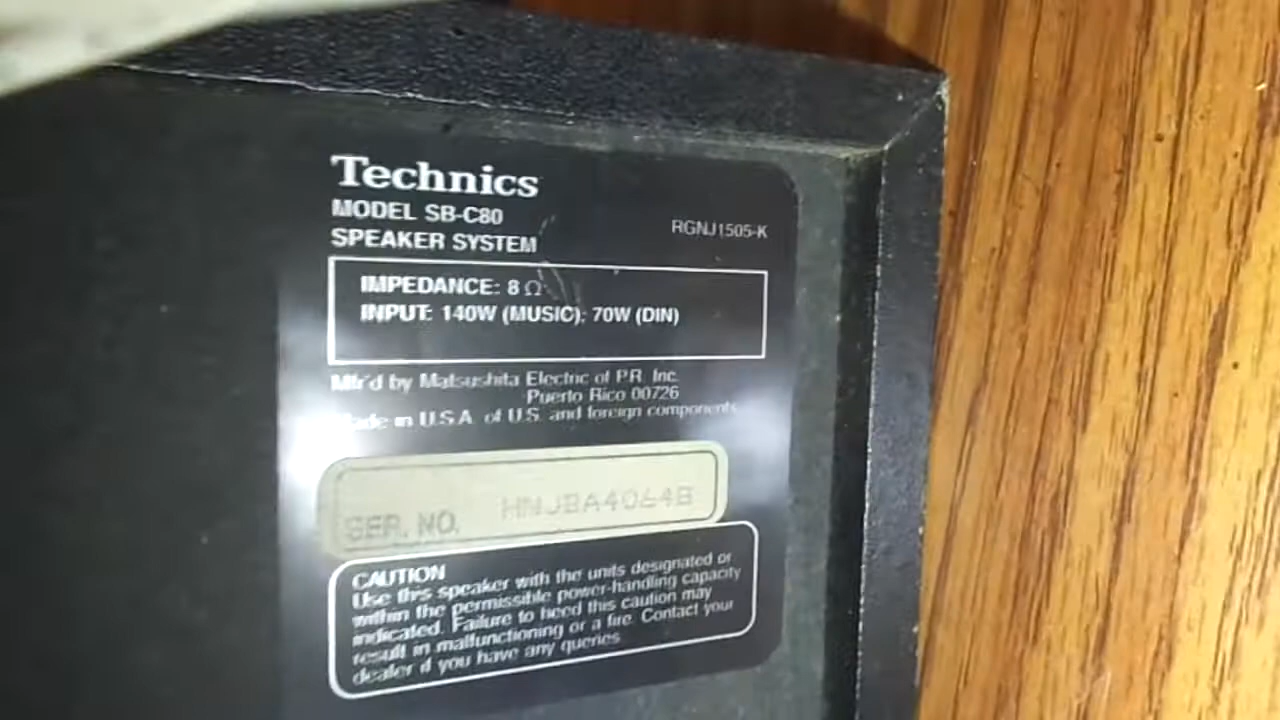 Technics
MODEL SB-C80
SPEAKER SYSTEM
RGNJ1505-K
IMPEDANCE: 8 Ω
INPUT: 140W (MUSIC); 70W (DIN)
Mfr'd by Matsushita Electric of P.R. Inc.
Puerto Rico 00726
Made in U.S.A. of U.S. and foreign components
SER. NO. HNJBA4064B
CAUTION
Use this speaker with the units designated or
within the permissible power-handling capacity
indicated. Failure to heed this caution may
result in malfunctioning or a fire. Contact your
dealer if you have any queries.